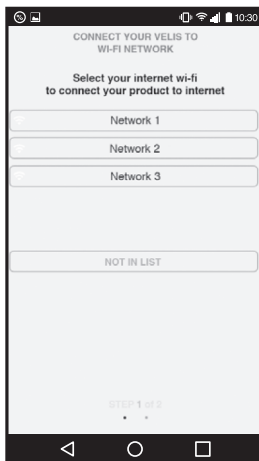 10:30
CONNECT YOUR VELIS TO
WI-FI NETWORK
Select your internet wi-fi
to connect your product to internet
Network 1
Network 2
Network 3
NOT IN LIST
STEP 1 of 2